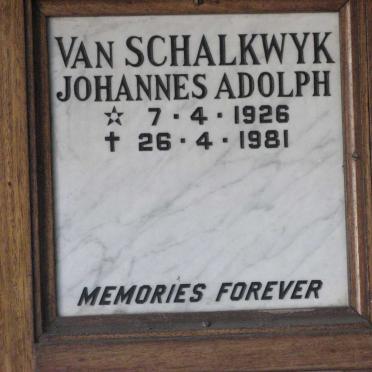 VAN SCHALKWYK
JOHANNES ADOLPH
☆ 7·4·1926
† 26·4·1981
MEMORIES FOREVER